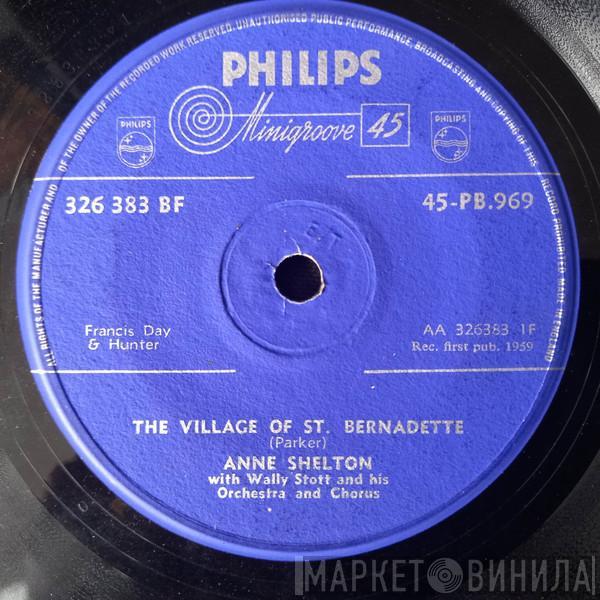 ALL RIGHTS OF THE MANUFACTURER AND OF THE OWNER OF THE RECORDED WORK RESERVED. UNAUTHORISED PUBLIC PERFORMANCE, BROADCASTING AND COPYING OF THIS RECORD PROHIBITED MADE IN ENGLAND
PHILIPS
Minigroove 45
PHILIPS
PHILIPS
326 383 BF
45-PB.969
E.T
Francis Day
& Hunter
AA 326383 1F
Rec. first pub. 1959
THE VILLAGE OF ST. BERNADETTE
(Parker)
ANNE SHELTON
with Wally Stott and his
Orchestra and Chorus
МАРКЕТ ВИНИЛА